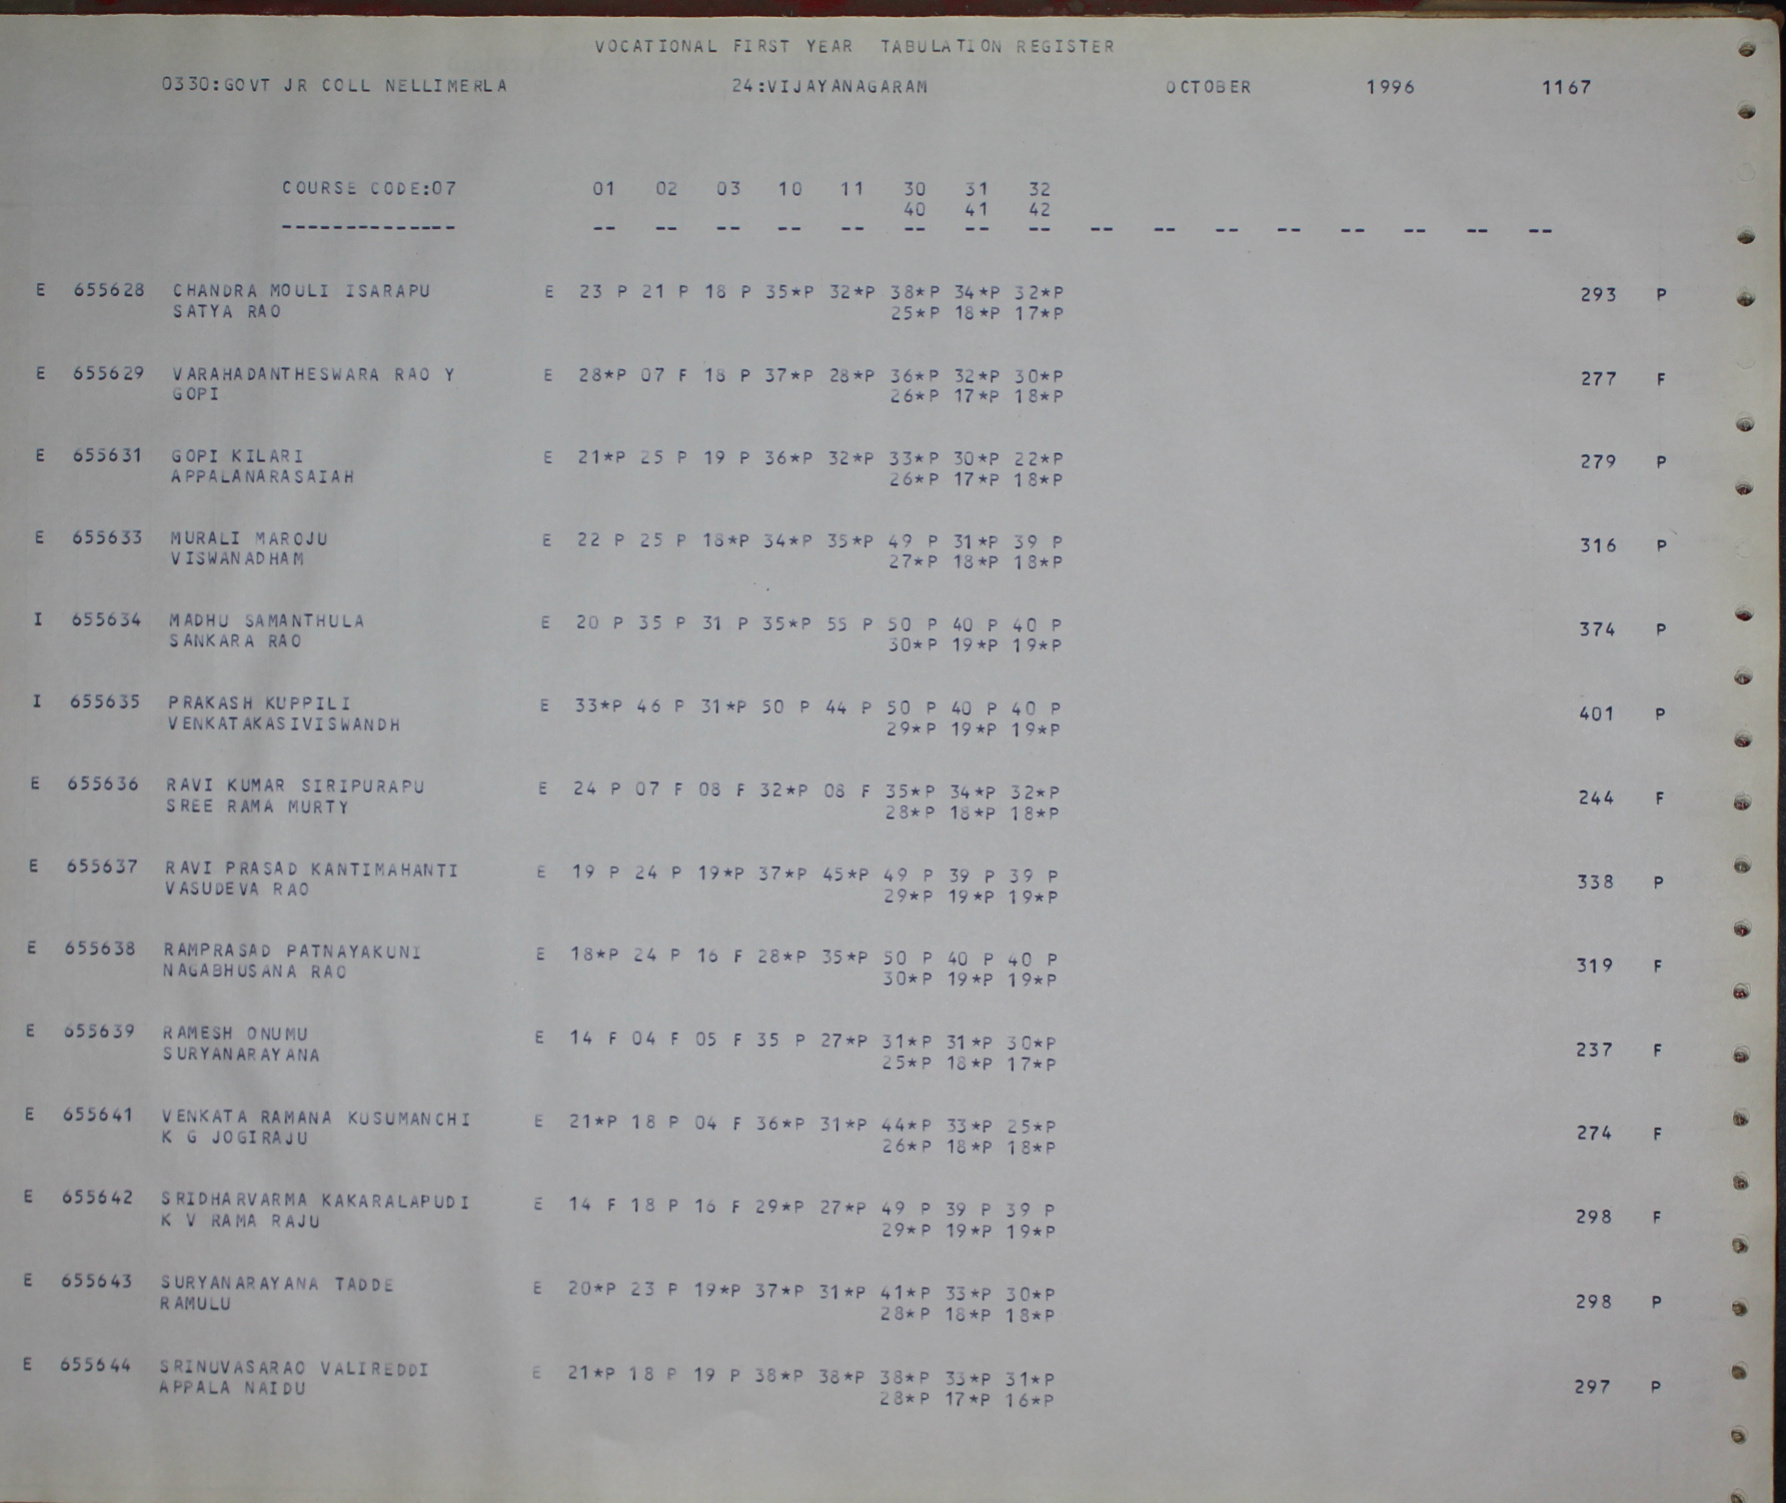 VOCATIONAL FIRST YEAR TABULATION REGISTER
0330:GOVT JR COLL NELLIMERLA 24:VIJAYANAGARAM OCTOBER 1996 1167
COURSE CODE:07 01 02 03 10 11 30 31 32
40 41 42
-------------- -- -- -- -- -- -- -- -- -- -- -- -- -- -- -- --
E 655628 CHANDRA MOULI ISARAPU E 23 P 21 P 18 P 35*P 32*P 38*P 34*P 32*P 293 P
SATYA RAO 25*P 18*P 17*P
E 655629 VARAHADANTHESWARA RAO Y E 28*P 07 F 18 P 37*P 28*P 36*P 32*P 30*P 277 F
GOPI 26*P 17*P 18*P
E 655631 GOPI KILARI E 21*P 25 P 19 P 36*P 32*P 33*P 30*P 22*P 279 P
APPALANARASAIAH 26*P 17*P 18*P
E 655633 MURALI MAROJU E 22 P 25 P 18*P 34*P 35*P 49 P 31*P 39 P 316 P
VISWANADHAM 27*P 18*P 18*P
I 655634 MADHU SAMANTHULA E 20 P 35 P 31 P 35*P 55 P 50 P 40 P 40 P 374 P
SANKARA RAO 30*P 19*P 19*P
I 655635 PRAKASH KUPPILI E 33*P 46 P 31*P 50 P 44 P 50 P 40 P 40 P 401 P
VENKATAKASIVISWANDH 29*P 19*P 19*P
E 655636 RAVI KUMAR SIRIPURAPU E 24 P 07 F 08 F 32*P 08 F 35*P 34*P 32*P 244 F
SREE RAMA MURTY 28*P 18*P 18*P
E 655637 RAVI PRASAD KANTIMAHANTI E 19 P 24 P 19*P 37*P 45*P 49 P 39 P 39 P 338 P
VASUDEVA RAO 29*P 19*P 19*P
E 655638 RAMPRASAD PATNAYAKUNI E 18*P 24 P 16 F 28*P 35*P 50 P 40 P 40 P 319 F
NAGABHUSANA RAO 30*P 19*P 19*P
E 655639 RAMESH ONUMU E 14 F 04 F 05 F 35 P 27*P 31*P 31*P 30*P 237 F
SURYANARAYANA 25*P 18*P 17*P
E 655641 VENKATA RAMANA KUSUMANCHI E 21*P 18 P 04 F 36*P 31*P 44*P 33*P 25*P 274 F
K G JOGIRAJU 26*P 18*P 18*P
E 655642 SRIDHARVARMA KAKARALAPUDI E 14 F 18 P 16 F 29*P 27*P 49 P 39 P 39 P 298 F
K V RAMA RAJU 29*P 19*P 19*P
E 655643 SURYANARAYANA TADDE E 20*P 23 P 19*P 37*P 31*P 41*P 33*P 30*P 298 P
RAMULU 28*P 18*P 18*P
E 655644 SRINUVASARAO VALIREDDI E 21*P 18 P 19 P 38*P 38*P 38*P 33*P 31*P 297 P
APPALA NAIDU 28*P 17*P 16*P